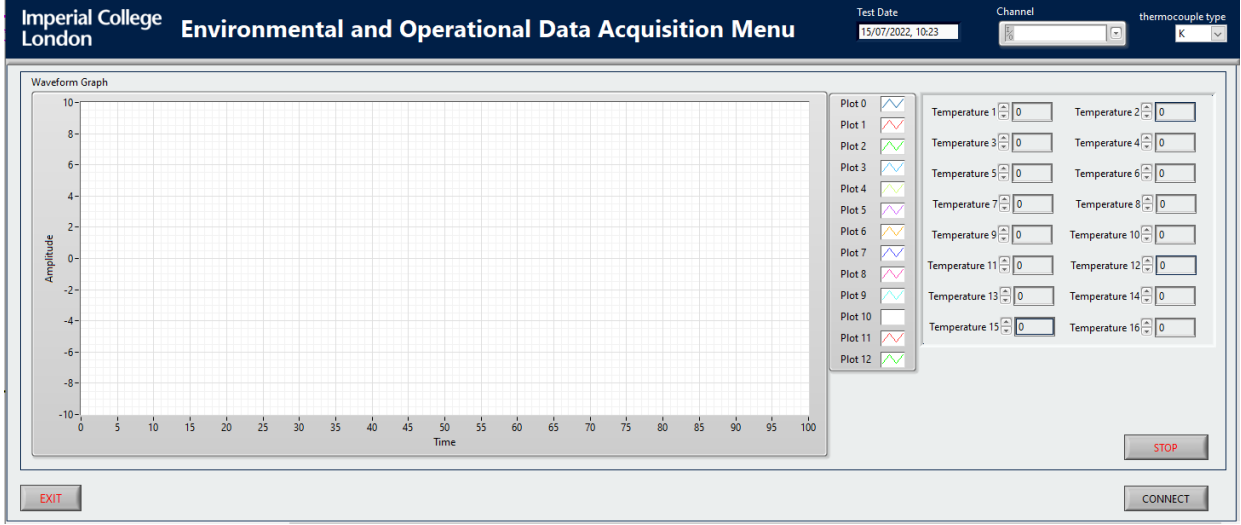 Imperial College
London
Environmental and Operational Data Acquisition Menu
Test Date
15/07/2022, 10:23
Channel
thermocouple type
K
Waveform Graph
10
8
6
4
2
0
-2
-4
-6
-8
-10
Amplitude
0 5 10 15 20 25 30 35 40 45 50 55 60 65 70 75 80 85 90 95 100
Time
Plot 0
Plot 1
Plot 2
Plot 3
Plot 4
Plot 5
Plot 6
Plot 7
Plot 8
Plot 9
Plot 10
Plot 11
Plot 12
Temperature 1 0 Temperature 2 0
Temperature 3 0 Temperature 4 0
Temperature 5 0 Temperature 6 0
Temperature 7 0 Temperature 8 0
Temperature 9 0 Temperature 10 0
Temperature 11 0 Temperature 12 0
Temperature 13 0 Temperature 14 0
Temperature 15 0 Temperature 16 0
STOP
EXIT
CONNECT